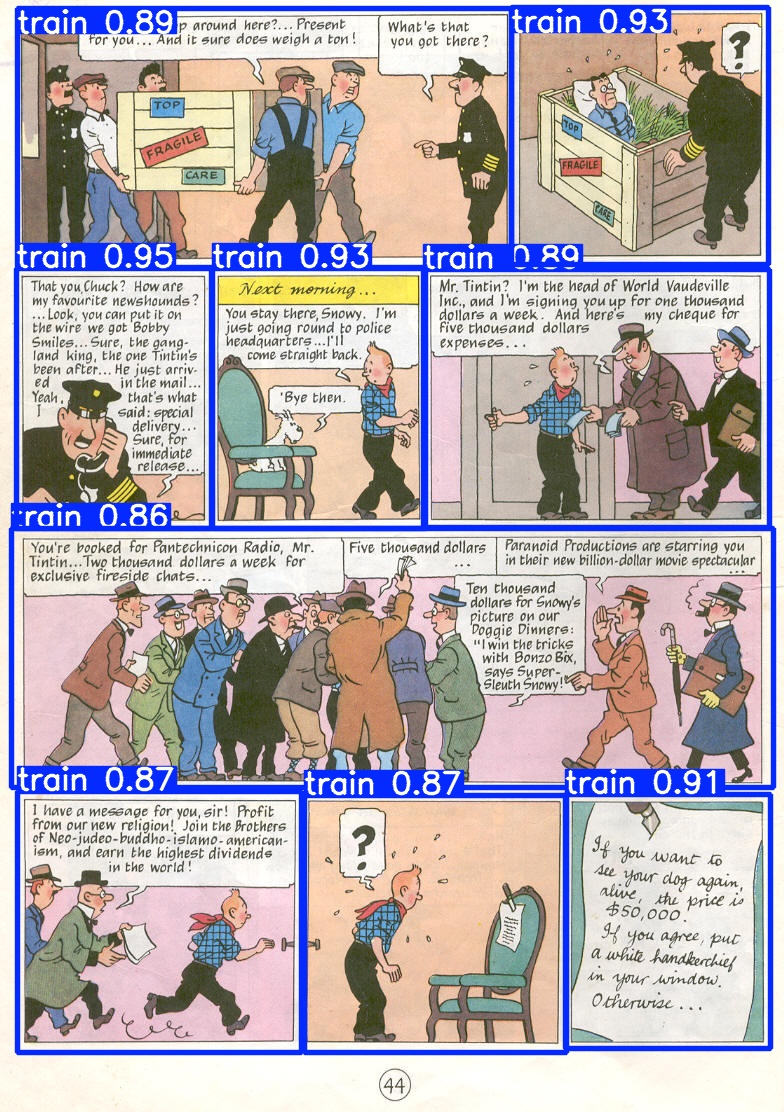 train 0.89
p around here?... Present
for you... And it sure does weigh a ton!
What's that
you got there?
TOP
FRAGILE
CARE
train 0.93
?
TOP
FRAGILE
CARE
train 0.95
That you, Chuck? How are
my favourite newshounds?
...Look, you can put it on
the wire we got Bobby
Smiles... Sure, the gang-
land king, the one Tintin's
been after... He just arriv-
ed in the mail...
Yeah, that's what
I said: special
delivery...
Sure, for
immediate
release...
train 0.93
Next morning...
You stay there, Snowy. I'm
just going round to police
headquarters...I'll
come straight back.
'Bye then.
train 0.89
Mr. Tintin? I'm the head of World Vaudeville
Inc., and I'm signing you up for one thousand
dollars a week. And here's my cheque for
five thousand dollars
expenses...
train 0.86
You're booked for Pantechnicon Radio, Mr.
Tintin...Two thousand dollars a week for
exclusive fireside chats...
Five thousand dollars
...
Paranoid Productions are starring you
in their new billion-dollar movie spectacular
...
Ten thousand
dollars for Snowy's
picture on our
Doggie Dinners:
"I win the tricks
with Bonzo Bix,
says Super-
Sleuth Snowy!"
train 0.87
I have a message for you, sir! Profit
from our new religion! Join the Brothers
of Neo-judeo-buddho-islamo-american-
ism, and earn the highest dividends
in the world!
train 0.87
?
train 0.91
If you want to
see your dog again,
alive, the price is
$50,000.
If you agree, put
a white handkerchief
in your window.
Otherwise...
44